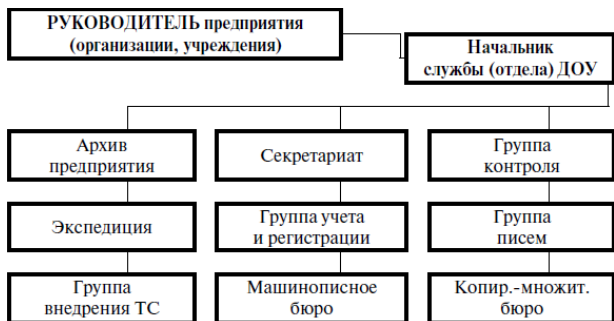 РУКОВОДИТЕЛЬ предприятия
(организации, учреждения)
Начальник
службы (отдела) ДОУ
Архив
предприятия
Секретариат
Группа
контроля
Экспедиция
Группа учета
и регистрации
Группа
писем
Группа
внедрения ТС
Машинописное
бюро
Копир.-множит.
бюро